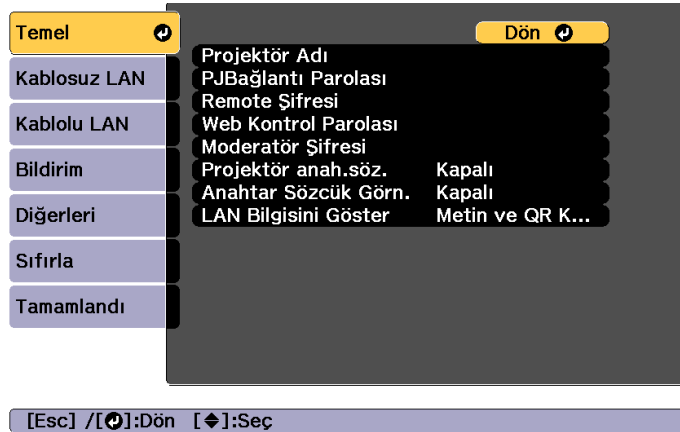 Temel
Kablosuz LAN
Kablolu LAN
Bildirim
Diğerleri
Sıfırla
Tamamlandı
Dön
Projektör Adı
PJBağlantı Parolası
Remote Şifresi
Web Kontrol Parolası
Moderatör Şifresi
Projektör anah.söz. Kapalı
Anahtar Sözcük Görn. Kapalı
LAN Bilgisini Göster Metin ve QR K...
[Esc] /[⏎]:Dön [◆]:Seç